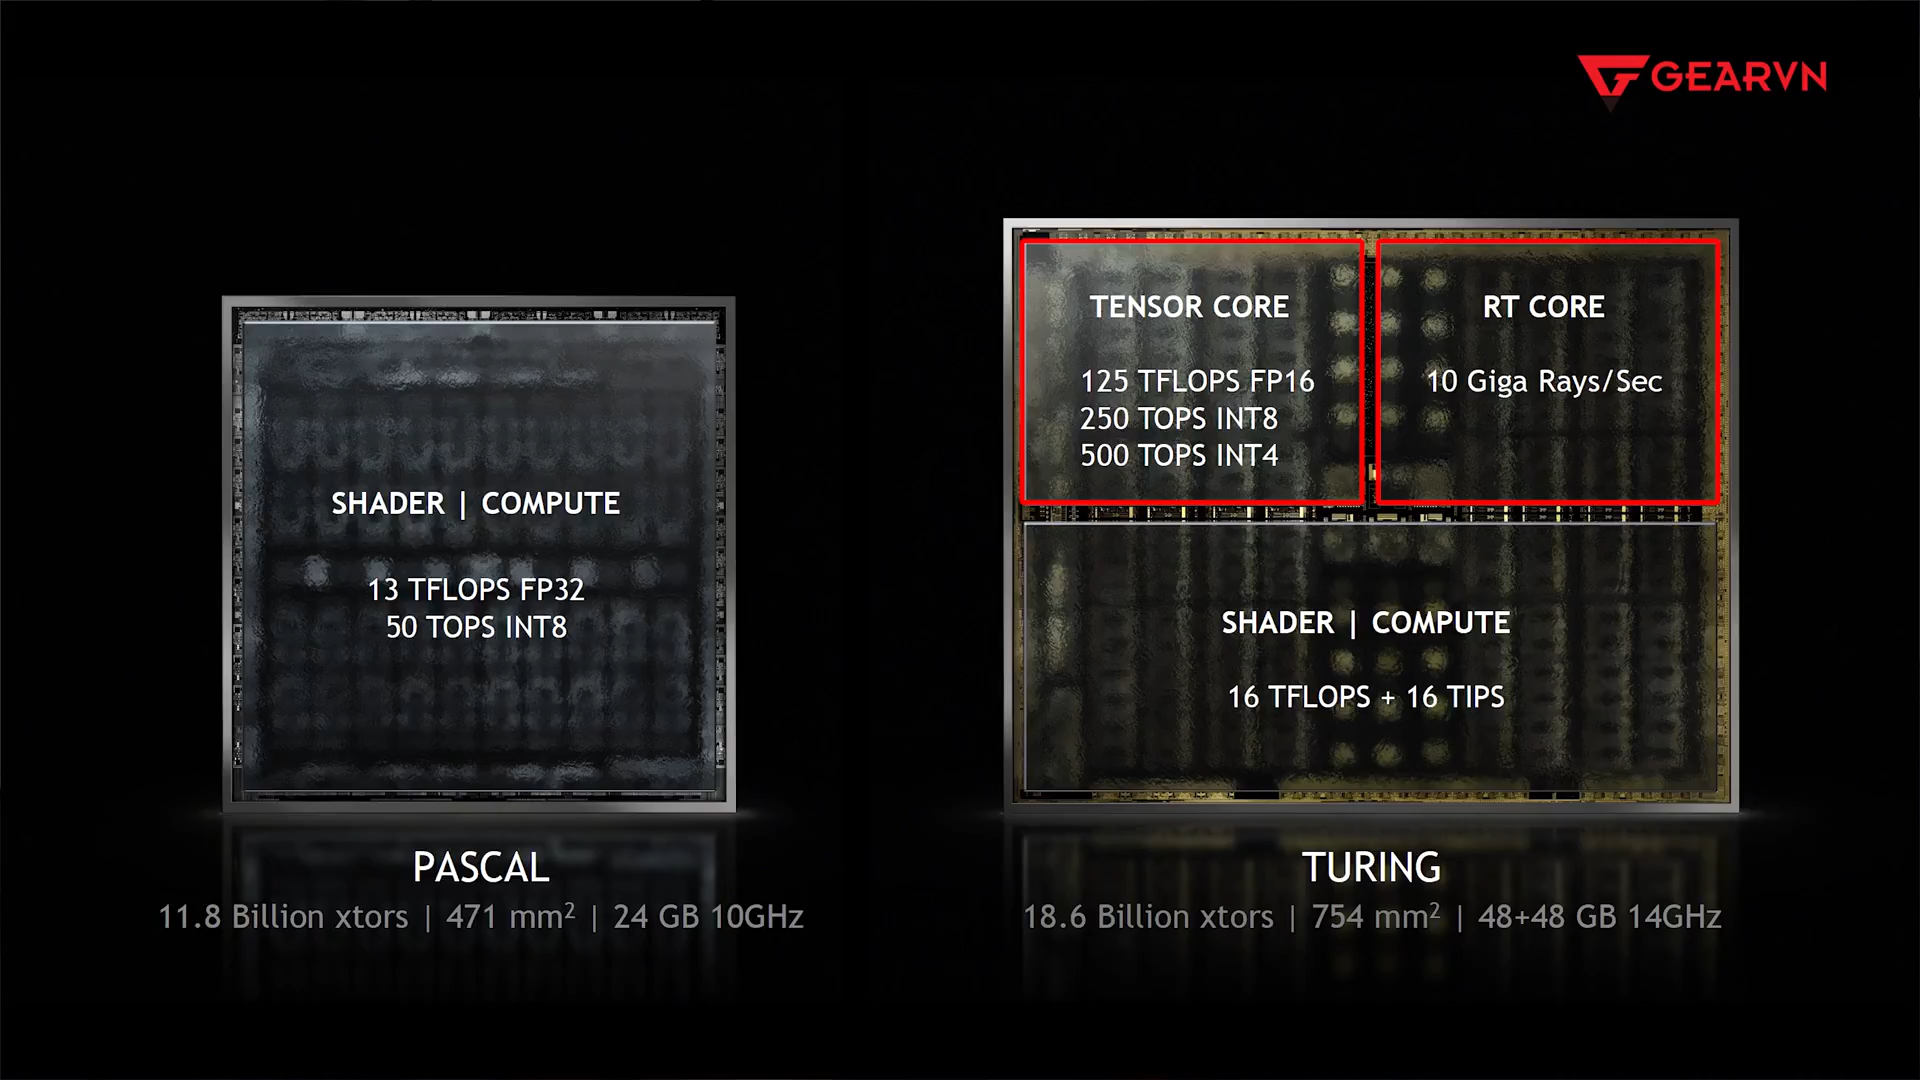 GEARVN
SHADER | COMPUTE
13 TFLOPS FP32
50 TOPS INT8
PASCAL
11.8 Billion xtors | 471 mm² | 24 GB 10GHz
TENSOR CORE
125 TFLOPS FP16
250 TOPS INT8
500 TOPS INT4
RT CORE
10 Giga Rays/Sec
SHADER | COMPUTE
16 TFLOPS + 16 TIPS
TURING
18.6 Billion xtors | 754 mm² | 48+48 GB 14GHz